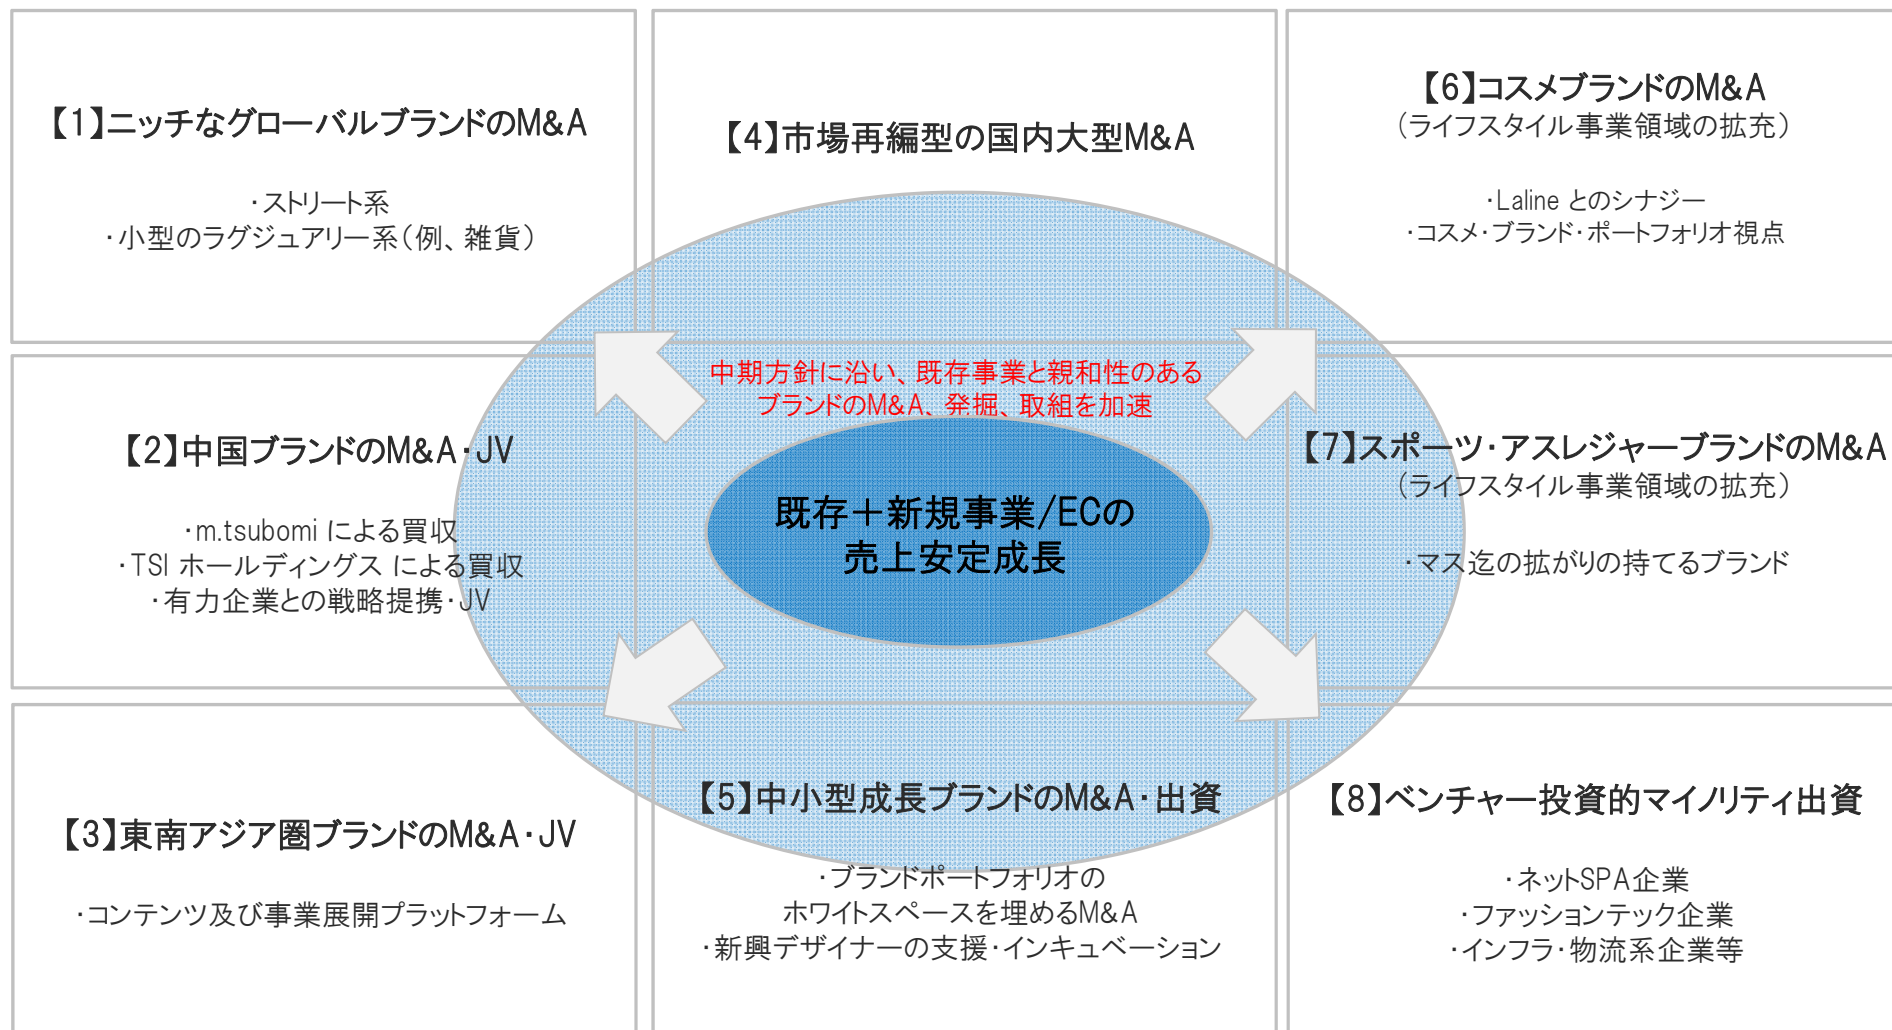 【1】ニッチなグローバルブランドのM&A
・ストリート系
・小型のラグジュアリー系(例、雑貨)
【4】市場再編型の国内大型M&A
【6】コスメブランドのM&A
(ライフスタイル事業領域の拡充)
・Laline とのシナジー
・コスメ・ブランド・ポートフォリオ視点
中期方針に沿い、既存事業と親和性のある
ブランドのM&A、発掘、取組を加速
【2】中国ブランドのM&A・JV
・m.tsubomi による買収
・TSI ホールディングス による買収
・有力企業との戦略提携・JV
既存+新規事業/ECの
売上安定成長
【7】スポーツ・アスレジャーブランドのM&A
(ライフスタイル事業領域の拡充)
・マス迄の拡がりの持てるブランド
【3】東南アジア圏ブランドのM&A・JV
・コンテンツ及び事業展開プラットフォーム
【5】中小型成長ブランドのM&A・出資
・ブランドポートフォリオの
ホワイトスペースを埋めるM&A
・新興デザイナーの支援・インキュベーション
【8】ベンチャー投資的マイノリティ出資
・ネットSPA企業
・ファッションテック企業
・インフラ・物流系企業等